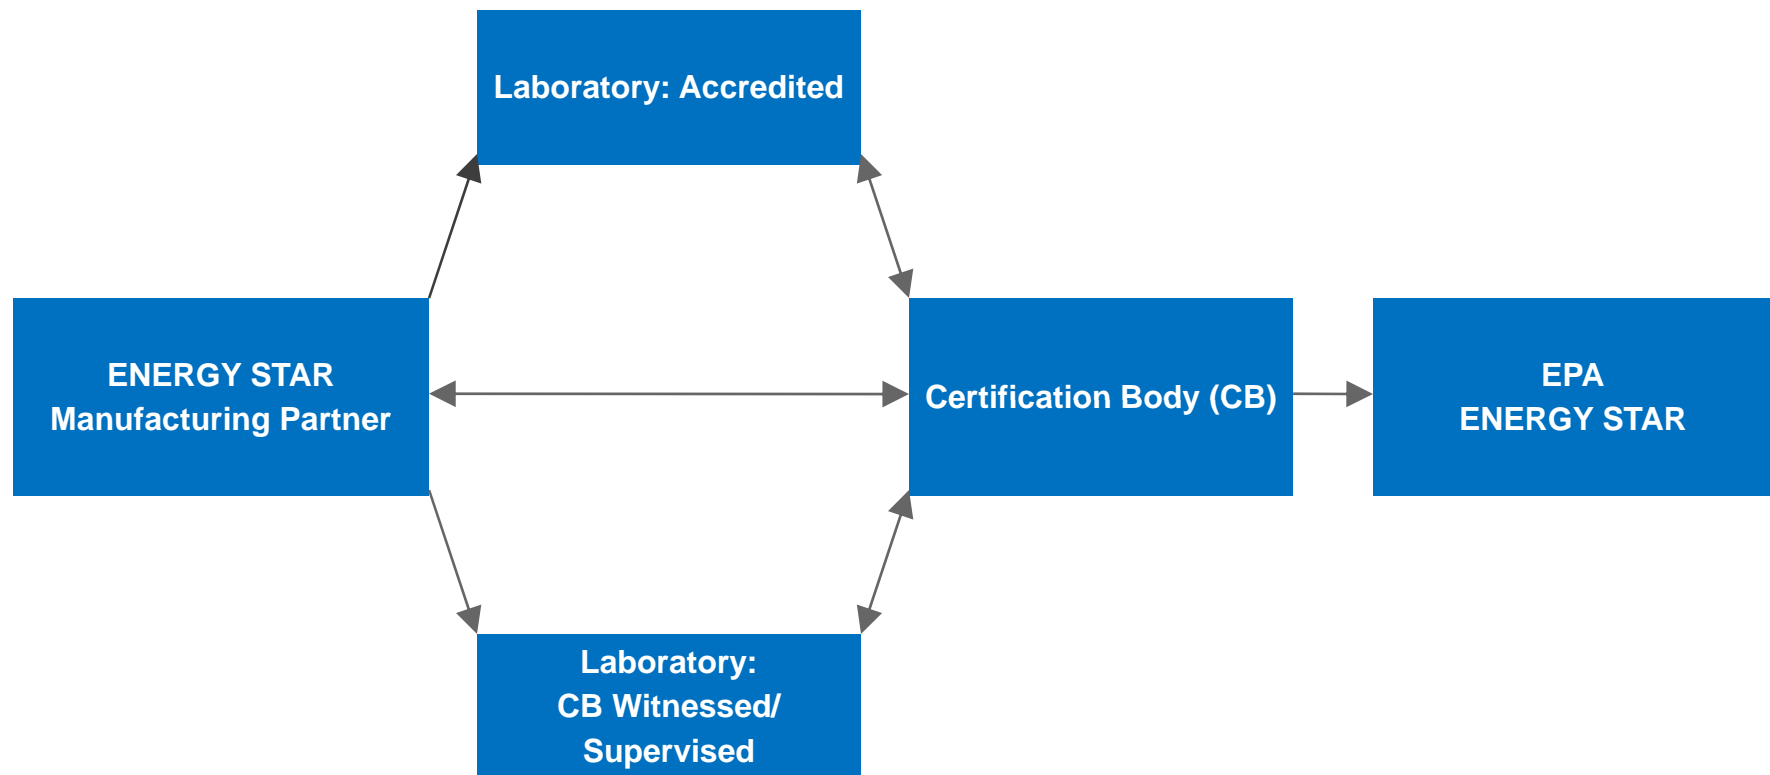 Laboratory: Accredited
ENERGY STAR
Manufacturing Partner
Certification Body (CB)
EPA
ENERGY STAR
Laboratory:
CB Witnessed/
Supervised